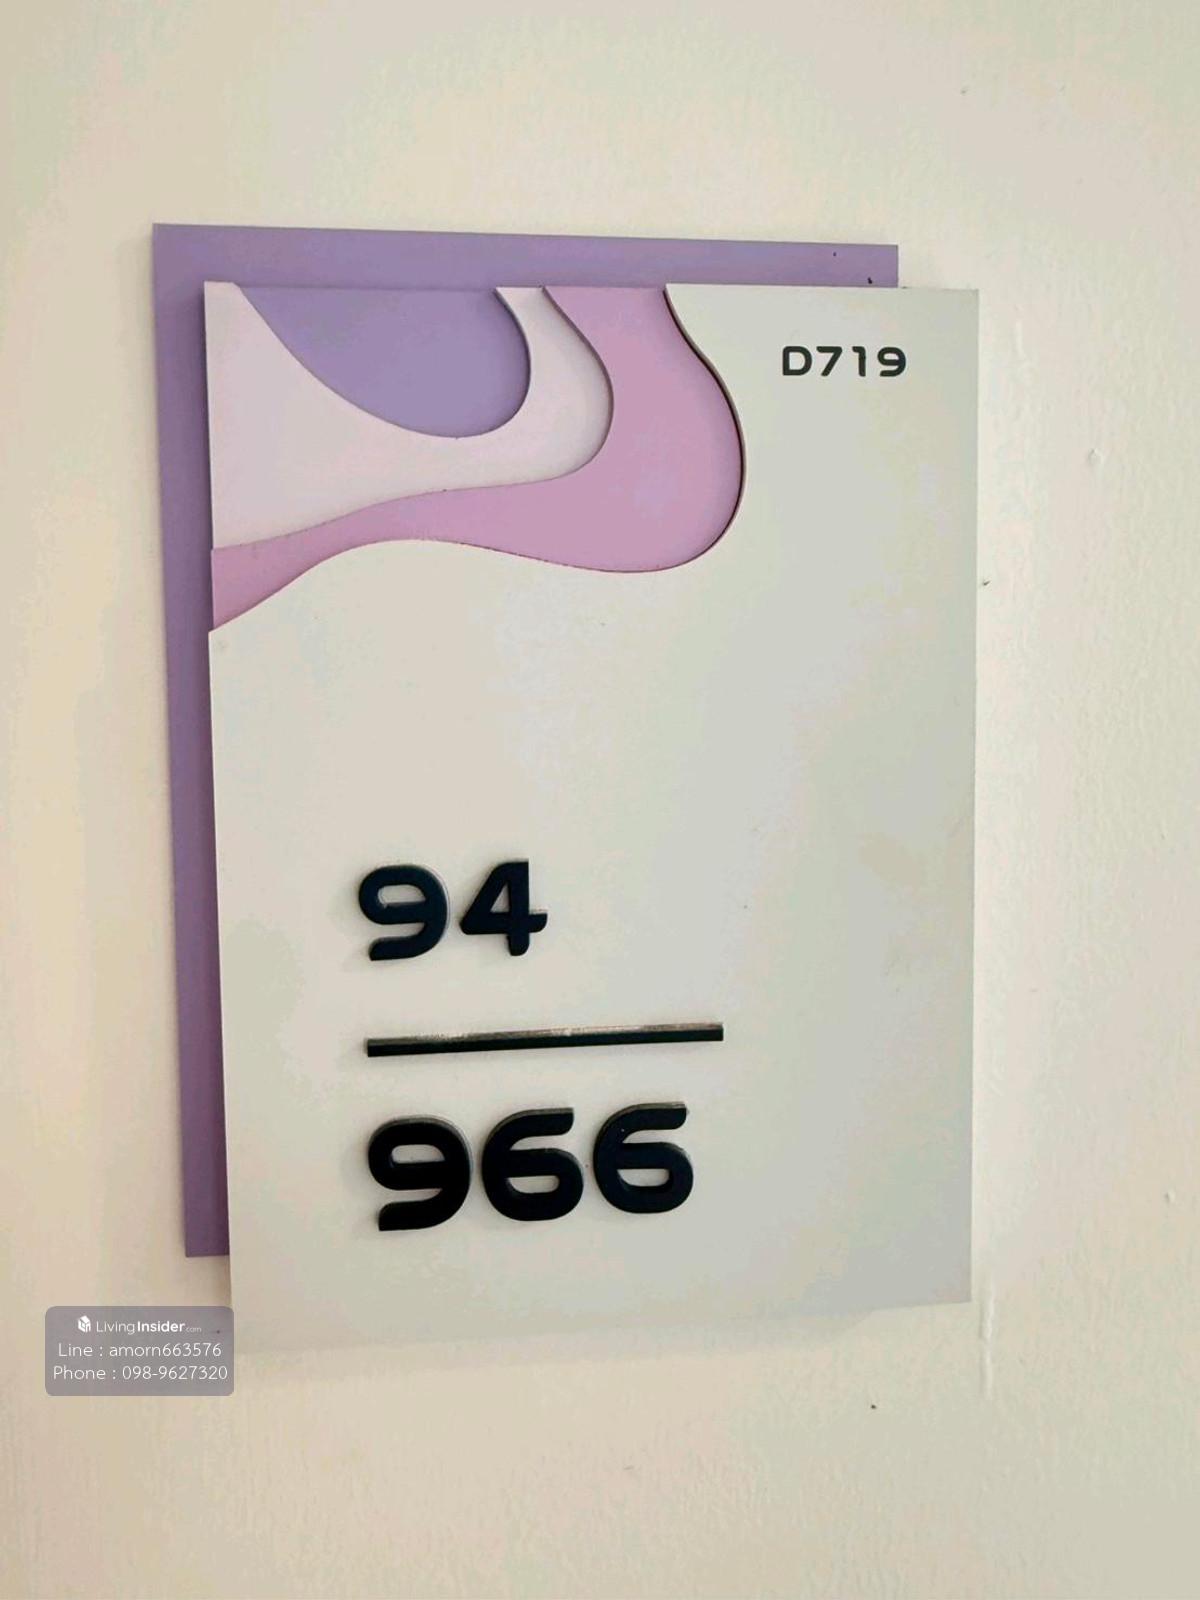 D719
94
966
LivingInsider.com
Line : amorn663576
Phone : 098-9627320